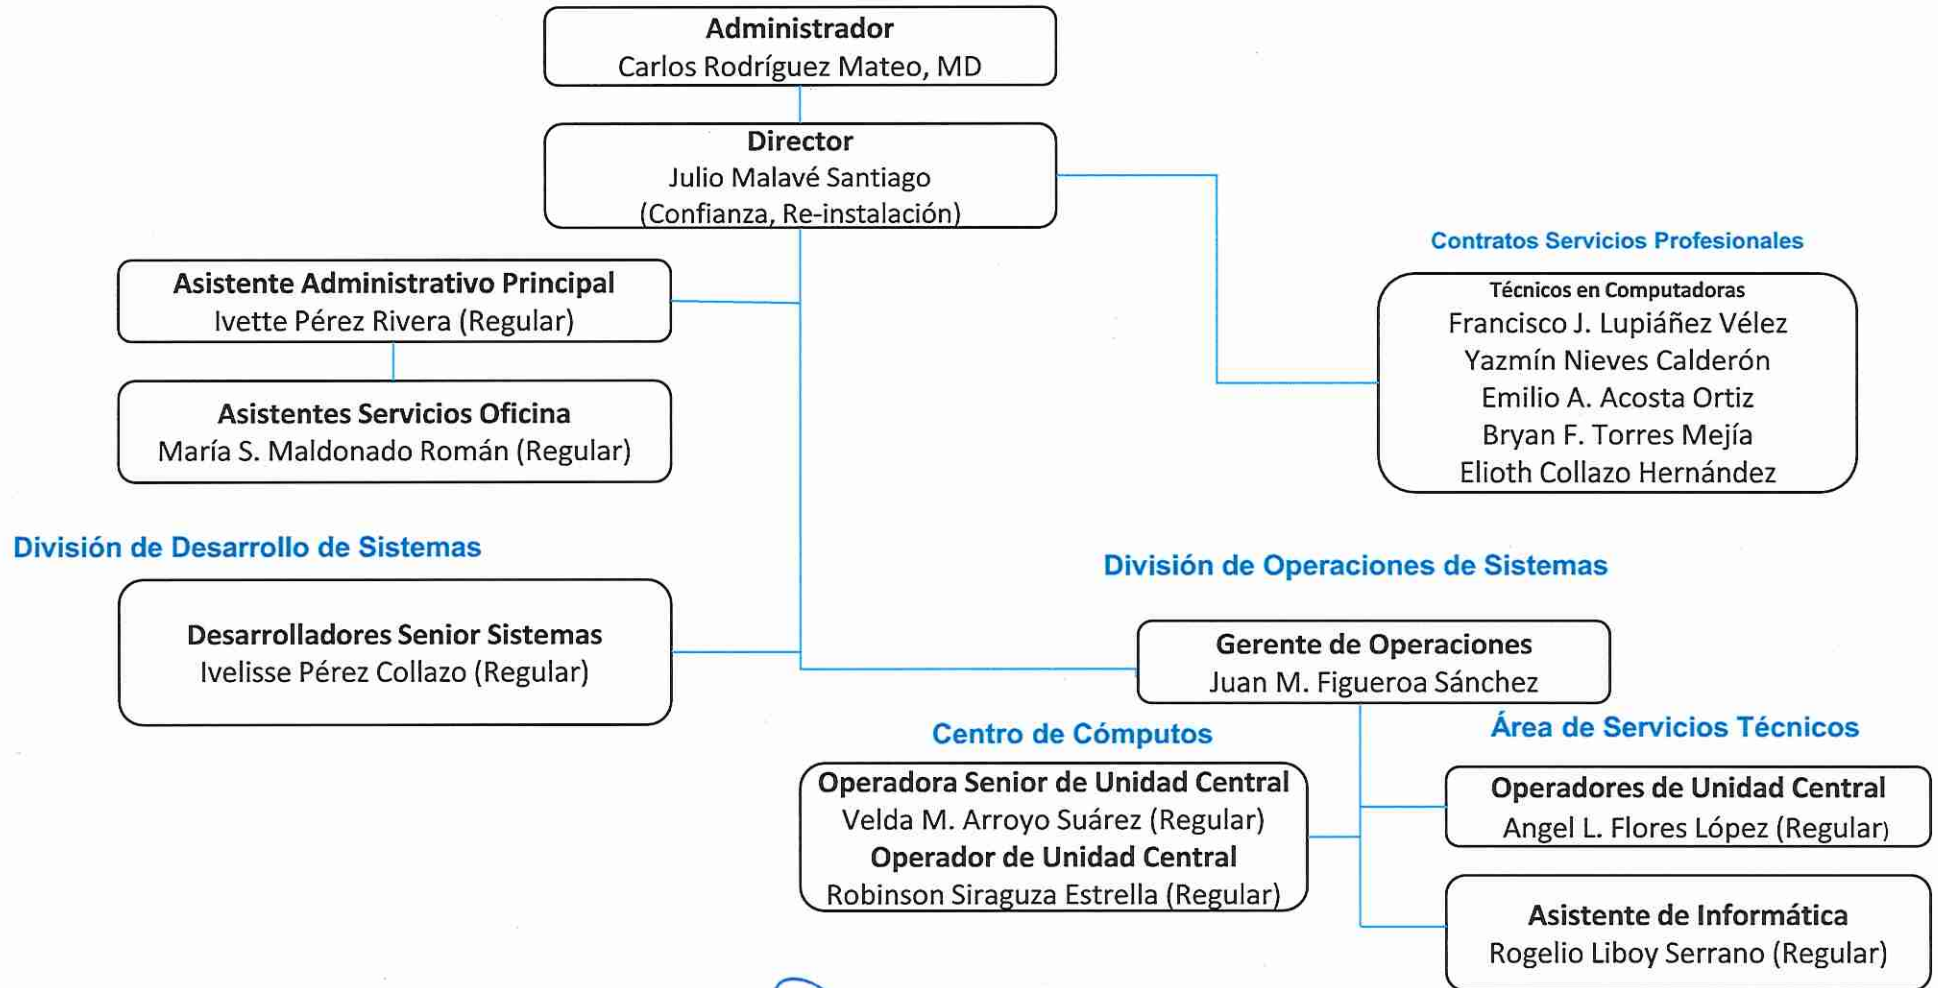 Administrador
Carlos Rodríguez Mateo, MD
Director
Julio Malavé Santiago
(Confianza, Re-instalación)
Contratos Servicios Profesionales
Técnicos en Computadoras
Francisco J. Lupiáñez Vélez
Yazmín Nieves Calderón
Emilio A. Acosta Ortiz
Bryan F. Torres Mejía
Elioth Collazo Hernández
Asistente Administrativo Principal
Ivette Pérez Rivera (Regular)
Asistentes Servicios Oficina
María S. Maldonado Román (Regular)
División de Desarrollo de Sistemas
Desarrolladores Senior Sistemas
Ivelisse Pérez Collazo (Regular)
División de Operaciones de Sistemas
Gerente de Operaciones
Juan M. Figueroa Sánchez
Centro de Cómputos
Operadora Senior de Unidad Central
Velda M. Arroyo Suárez (Regular)
Operador de Unidad Central
Robinson Siraguza Estrella (Regular)
Área de Servicios Técnicos
Operadores de Unidad Central
Angel L. Flores López (Regular)
Asistente de Informática
Rogelio Liboy Serrano (Regular)